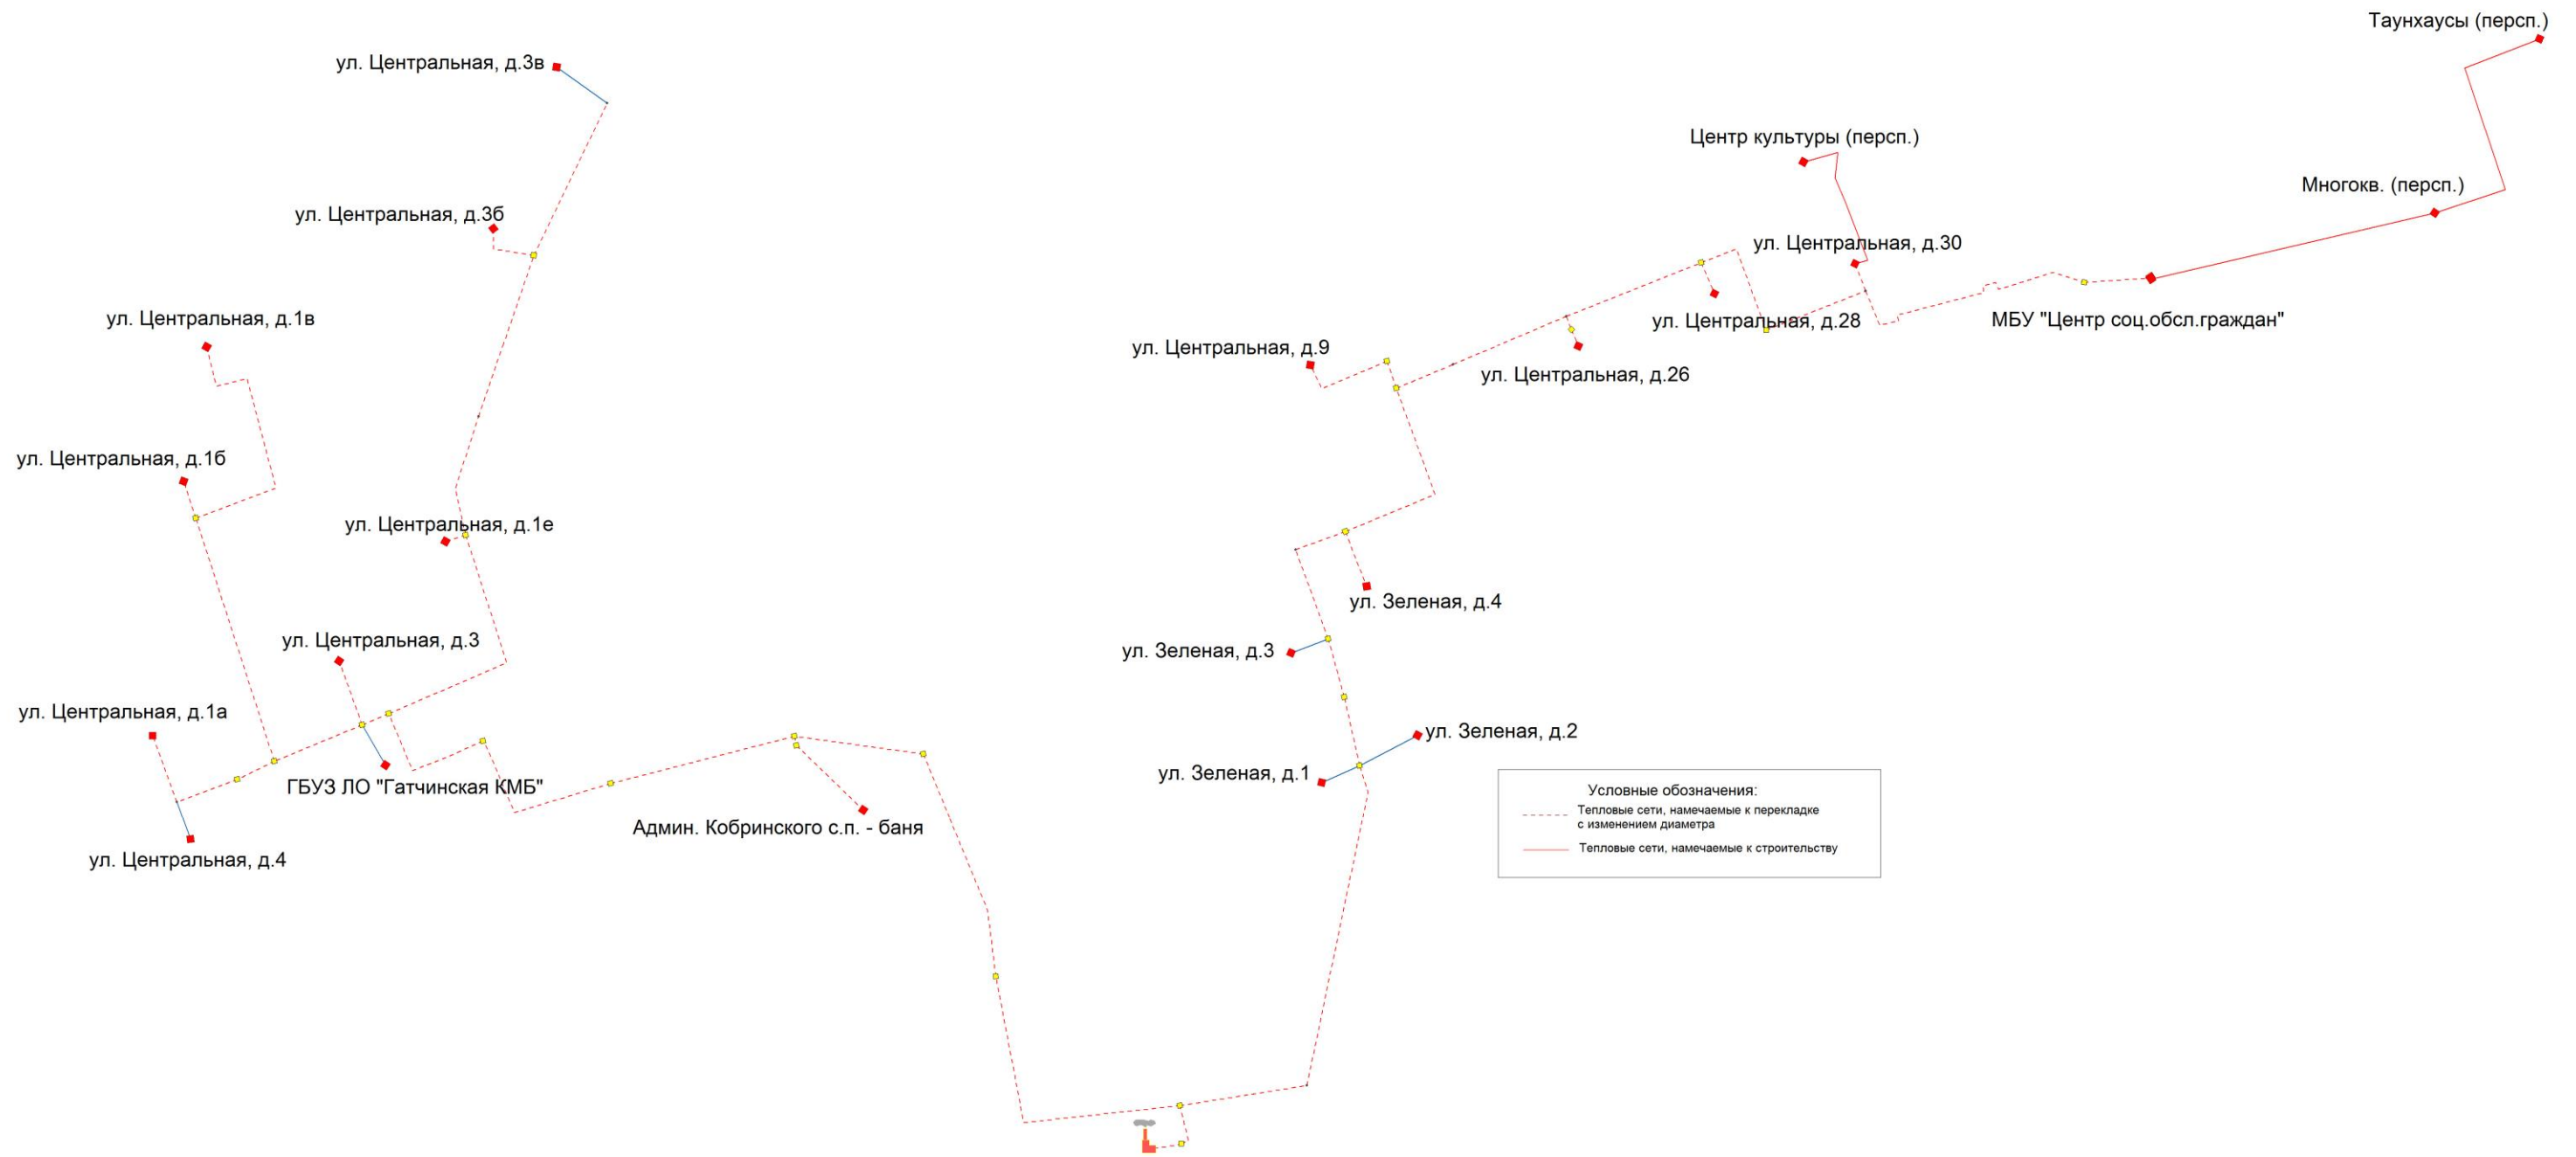 Таунхаусы (персп.)
ул. Центральная, д.3в
Центр культуры (персп.)
Многокв. (персп.)
ул. Центральная, д.3б
ул. Центральная, д.30
ул. Центральная, д.1в
ул. Центральная, д.28
МБУ "Центр соц.обсл.граждан"
ул. Центральная, д.9
ул. Центральная, д.26
ул. Центральная, д.1б
ул. Центральная, д.1е
ул. Зеленая, д.4
ул. Центральная, д.3
ул. Зеленая, д.3
ул. Центральная, д.1а
ул. Зеленая, д.2
ул. Зеленая, д.1
ГБУЗ ЛО "Гатчинская КМБ"
Админ. Кобринского с.п. - баня
ул. Центральная, д.4
Условные обозначения:
Тепловые сети, намечаемые к перекладке
с изменением диаметра
Тепловые сети, намечаемые к строительству